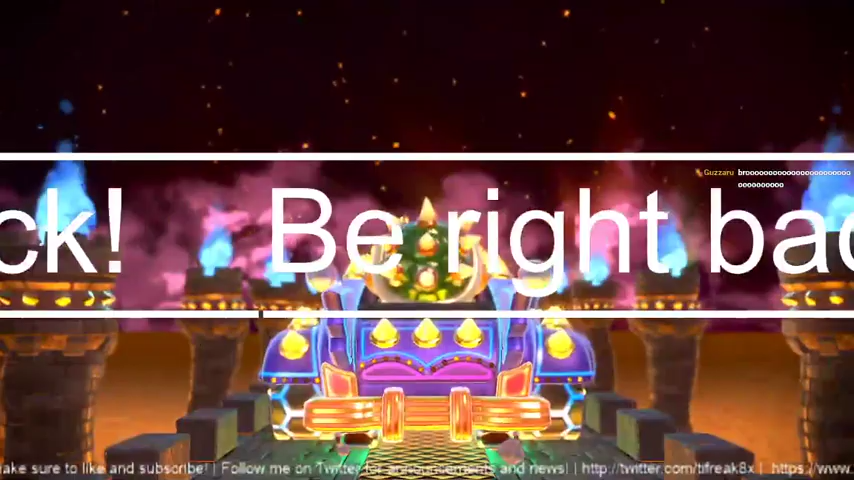 Guzzaru brooooooooooooooooooooooo
oooooooooo
ck! Be right bac
ake sure to like and subscribe! | Follow me on Twitter for announcements and news! | http://twitter.com/tifreak8x | https://www.